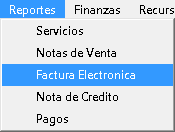 Reportes Finanzas Recurs
Servicios
Notas de Venta
Factura Electronica
Nota de Credito
Pagos